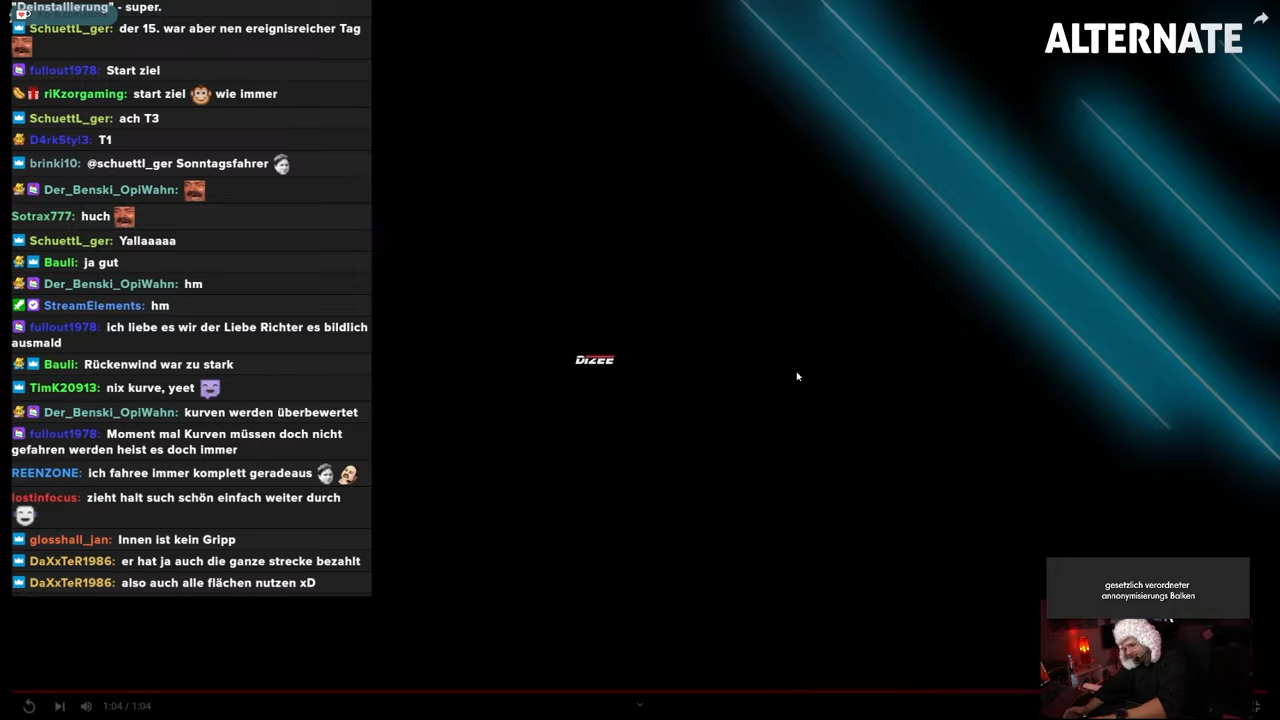 "Deinstallierung" - super.
SchuettL_ger: der 15. war aber nen ereignisreicher Tag
fullout1978: Start ziel
riKzorgaming: start ziel wie immer
SchuettL_ger: ach T3
D4rk5tyl3: T1
brinki10: @schuettl_ger Sonntagsfahrer
Der_Benski_OpiWahn:
Sotrax777: huch
SchuettL_ger: Yallaaaaa
Bauli: ja gut
Der_Benski_OpiWahn: hm
StreamElements: hm
fullout1978: ich liebe es wir der Liebe Richter es bildlich
ausmald
Bauli: Rückenwind war zu stark
TimK20913: nix kurve, yeet
Der_Benski_OpiWahn: kurven werden überbewertet
fullout1978: Moment mal Kurven müssen doch nicht
gefahren werden heist es doch immer
REENZONE: ich fahree immer komplett geradeaus
lostinfocus: zieht halt such schön einfach weiter durch
glosshall_jan: Innen ist kein Gripp
DaXxTeR1986: er hat ja auch die ganze strecke bezahlt
DaXxTeR1986: also auch alle flächen nutzen xD
DIZEE
ALTERNATE
gesetzlich verordneter
annonymisierungs Balken
1:04 / 1:04